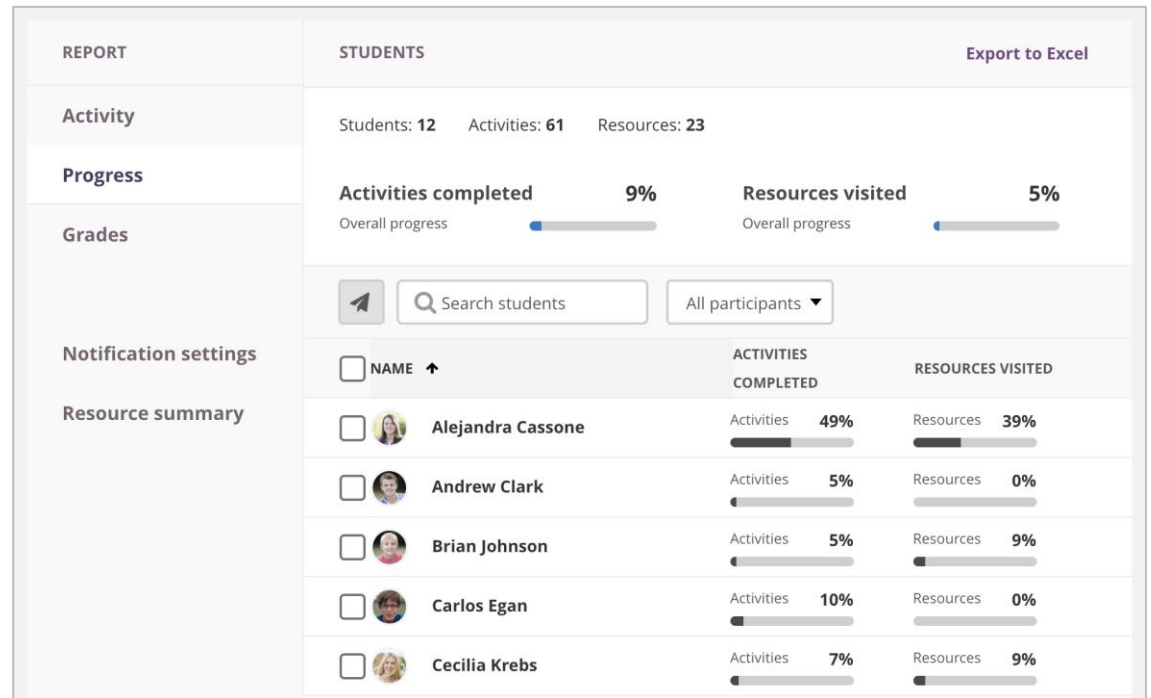 REPORT
STUDENTS
Export to Excel
Activity
Progress
Grades
Notification settings
Resource summary
Students: 12 Activities: 61 Resources: 23
Activities completed 9%
Overall progress
Resources visited 5%
Overall progress
Search students
All participants
NAME
ACTIVITIES
COMPLETED
RESOURCES VISITED
Alejandra Cassone Activities 49% Resources 39%
Andrew Clark Activities 5% Resources 0%
Brian Johnson Activities 5% Resources 9%
Carlos Egan Activities 10% Resources 0%
Cecilia Krebs Activities 7% Resources 9%